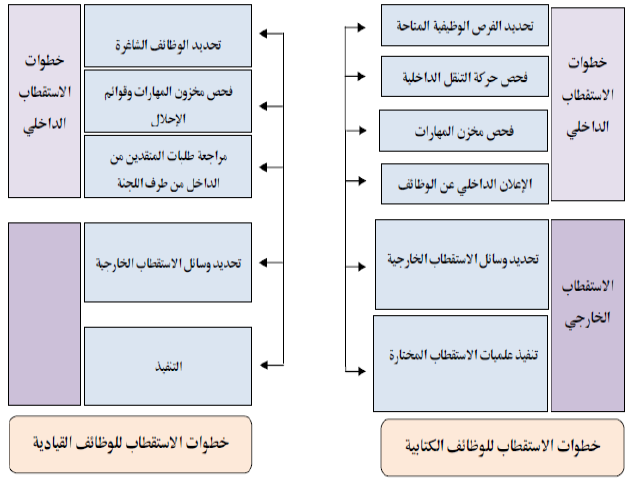 تحديد الفرص الوظيفية المتاحة
فحص حركة التنقل الداخلية
فحص مخزن المهارات
الإعلان الداخلي عن الوظائف
خطوات
الاستقطاب
الداخلي
تحديد وسائل الاستقطاب الخارجية
تنفيذ علميات الاستقطاب المختارة
الاستقطاب
الخارجي
خطوات الاستقطاب للوظائف الكتابية
تحديد الوظائف الشاغرة
فحص مخزون المهارات وقوائم
الإحلال
مراجعة طلبات المتقدين من
الداخل من طرف اللجنة
خطوات
الاستقطاب
الداخلي
تحديد وسائل الاستقطاب الخارجية
التنفيذ
خطوات الاستقطاب للوظائف القيادية